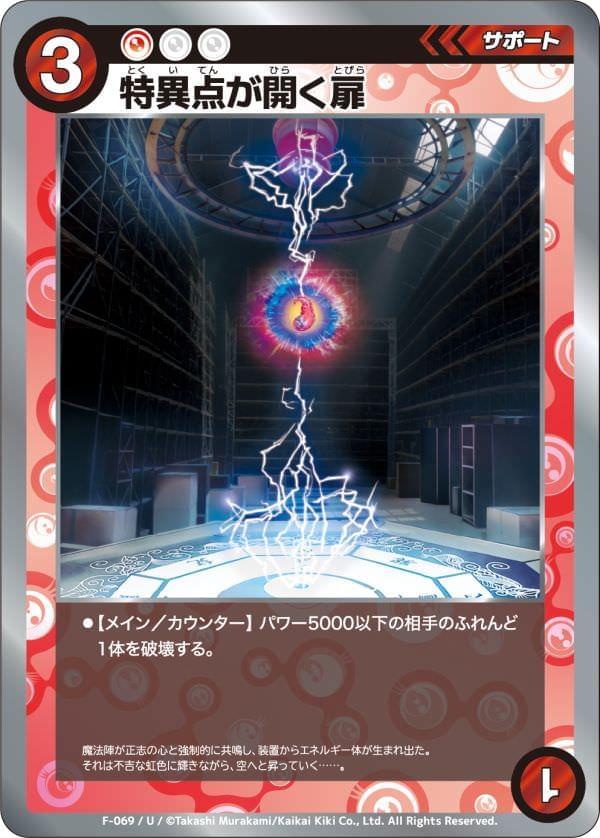 3
サポート
とくいてん ひら とびら
特異点が開く扉
●【メイン／カウンター】パワー5000以下の相手のふれんど
1体を破壊する。
魔法陣が正志の心と強制的に共鳴し、装置からエネルギー体が生まれ出た。
それは不吉な虹色に輝きながら、空へと昇っていく……。
1
F-069 / U / ©Takashi Murakami/Kaikai Kiki Co., Ltd. All Rights Reserved.